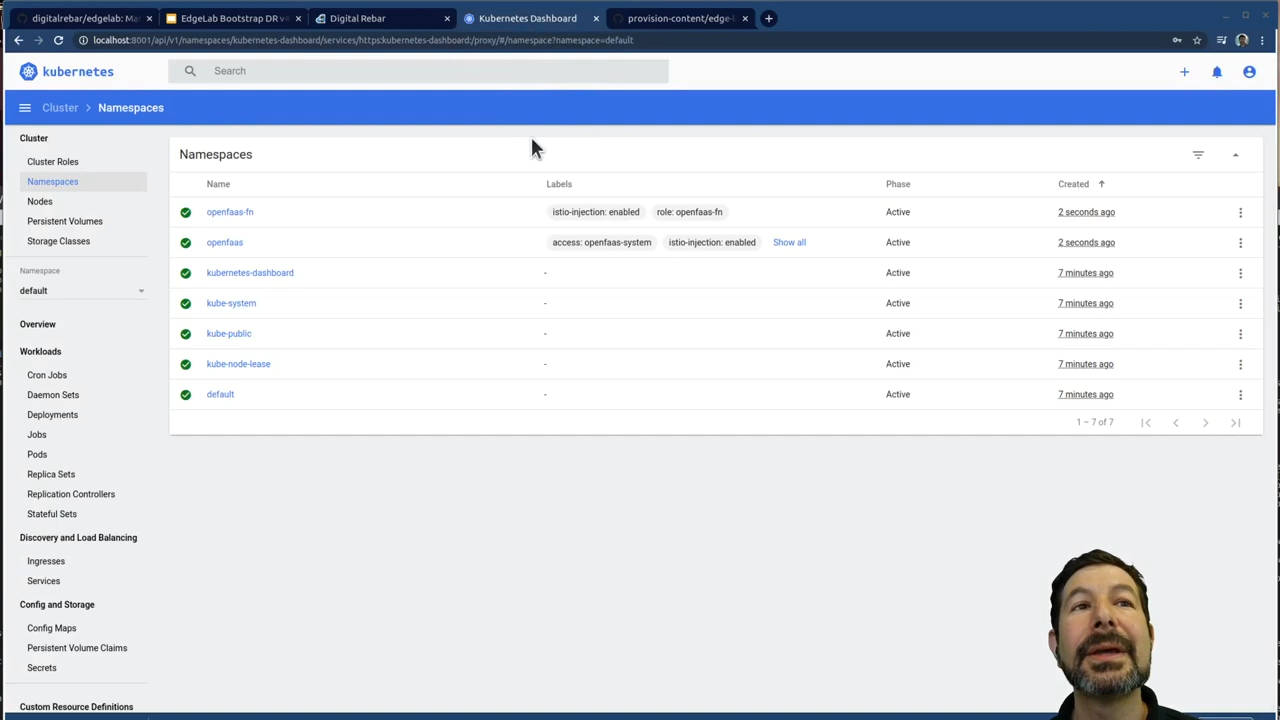 digitalrebar/edgelab: Ma
EdgeLab Bootstrap DR v4
Digital Rebar
Kubernetes Dashboard
provision-content/edge-l
localhost:8001/api/v1/namespaces/kubernetes-dashboard/services/https:kubernetes-dashboard:/proxy/#/namespace?namespace=default
kubernetes
Search
Cluster > Namespaces
Cluster
Cluster Roles
Namespaces
Nodes
Persistent Volumes
Storage Classes
Namespace
default
Overview
Workloads
Cron Jobs
Daemon Sets
Deployments
Jobs
Pods
Replica Sets
Replication Controllers
Stateful Sets
Discovery and Load Balancing
Ingresses
Services
Config and Storage
Config Maps
Persistent Volume Claims
Secrets
Custom Resource Definitions
Namespaces
Name Labels Phase Created
openfaas-fn istio-injection: enabled role: openfaas-fn Active 2 seconds ago
openfaas access: openfaas-system istio-injection: enabled Show all Active 2 seconds ago
kubernetes-dashboard - Active 7 minutes ago
kube-system - Active 7 minutes ago
kube-public - Active 7 minutes ago
kube-node-lease - Active 7 minutes ago
default - Active 7 minutes ago
1 – 7 of 7